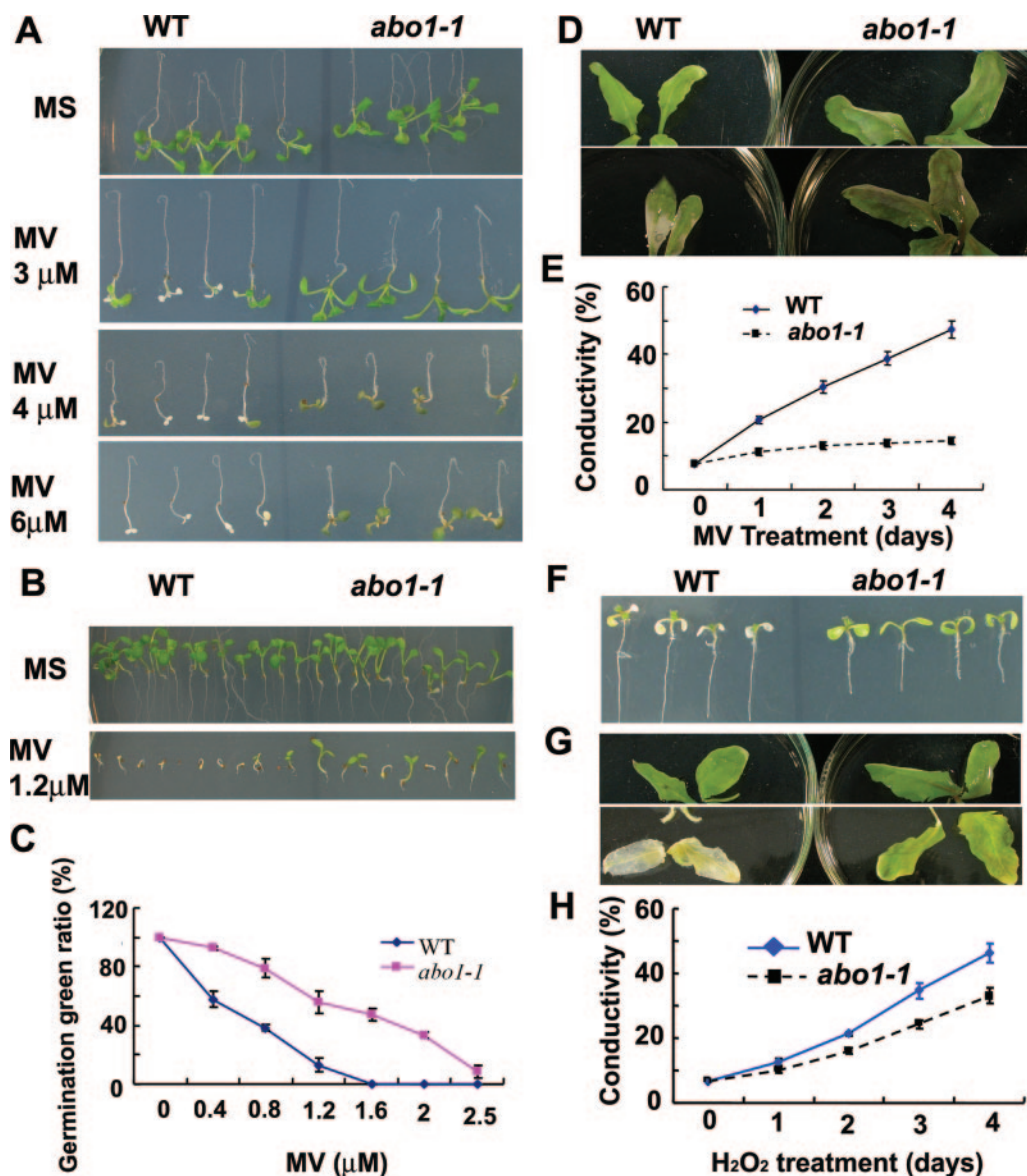 A
WT
abo1-1
MS
MV
3 μM
MV
4 μM
MV
6μM
B
WT
abo1-1
MS
MV
1.2μM
C
Germination green ratio (%)
120
80
40
0
WT
abo1-1
0
0.4
0.8
1.2
1.6
2
2.5
MV (μM)
D
WT
abo1-1
E
Conductivity (%)
60
40
20
0
WT
abo1-1
0
1
2
3
4
MV Treatment (days)
F
WT
abo1-1
G
H
Conductivity (%)
60
40
20
0
WT
abo1-1
0
1
2
3
4
H₂O₂ treatment (days)